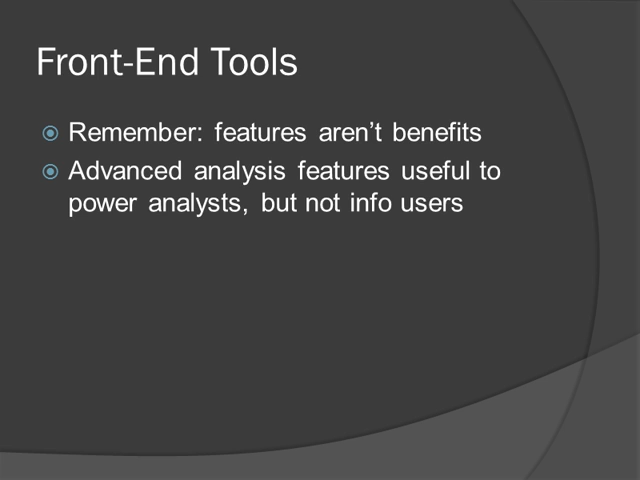 Front-End Tools
Remember: features aren’t benefits
Advanced analysis features useful to
power analysts, but not info users